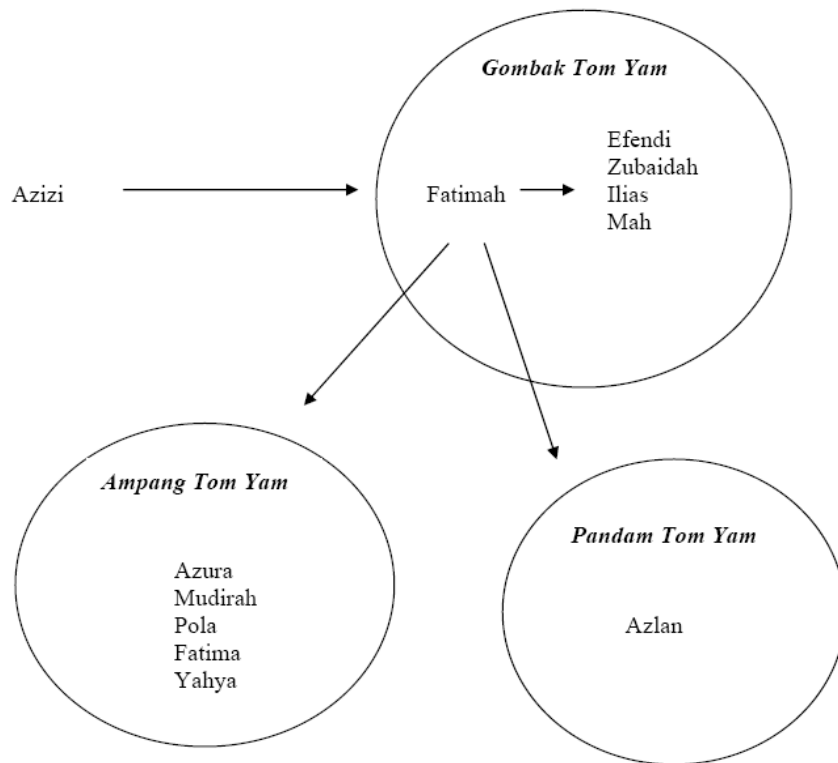 Gombak Tom Yam
Efendi
Zubaidah
Azizi
Fatimah
Ilias
Mah
Ampang Tom Yam
Azura
Mudirah
Pola
Fatima
Yahya
Pandam Tom Yam
Azlan